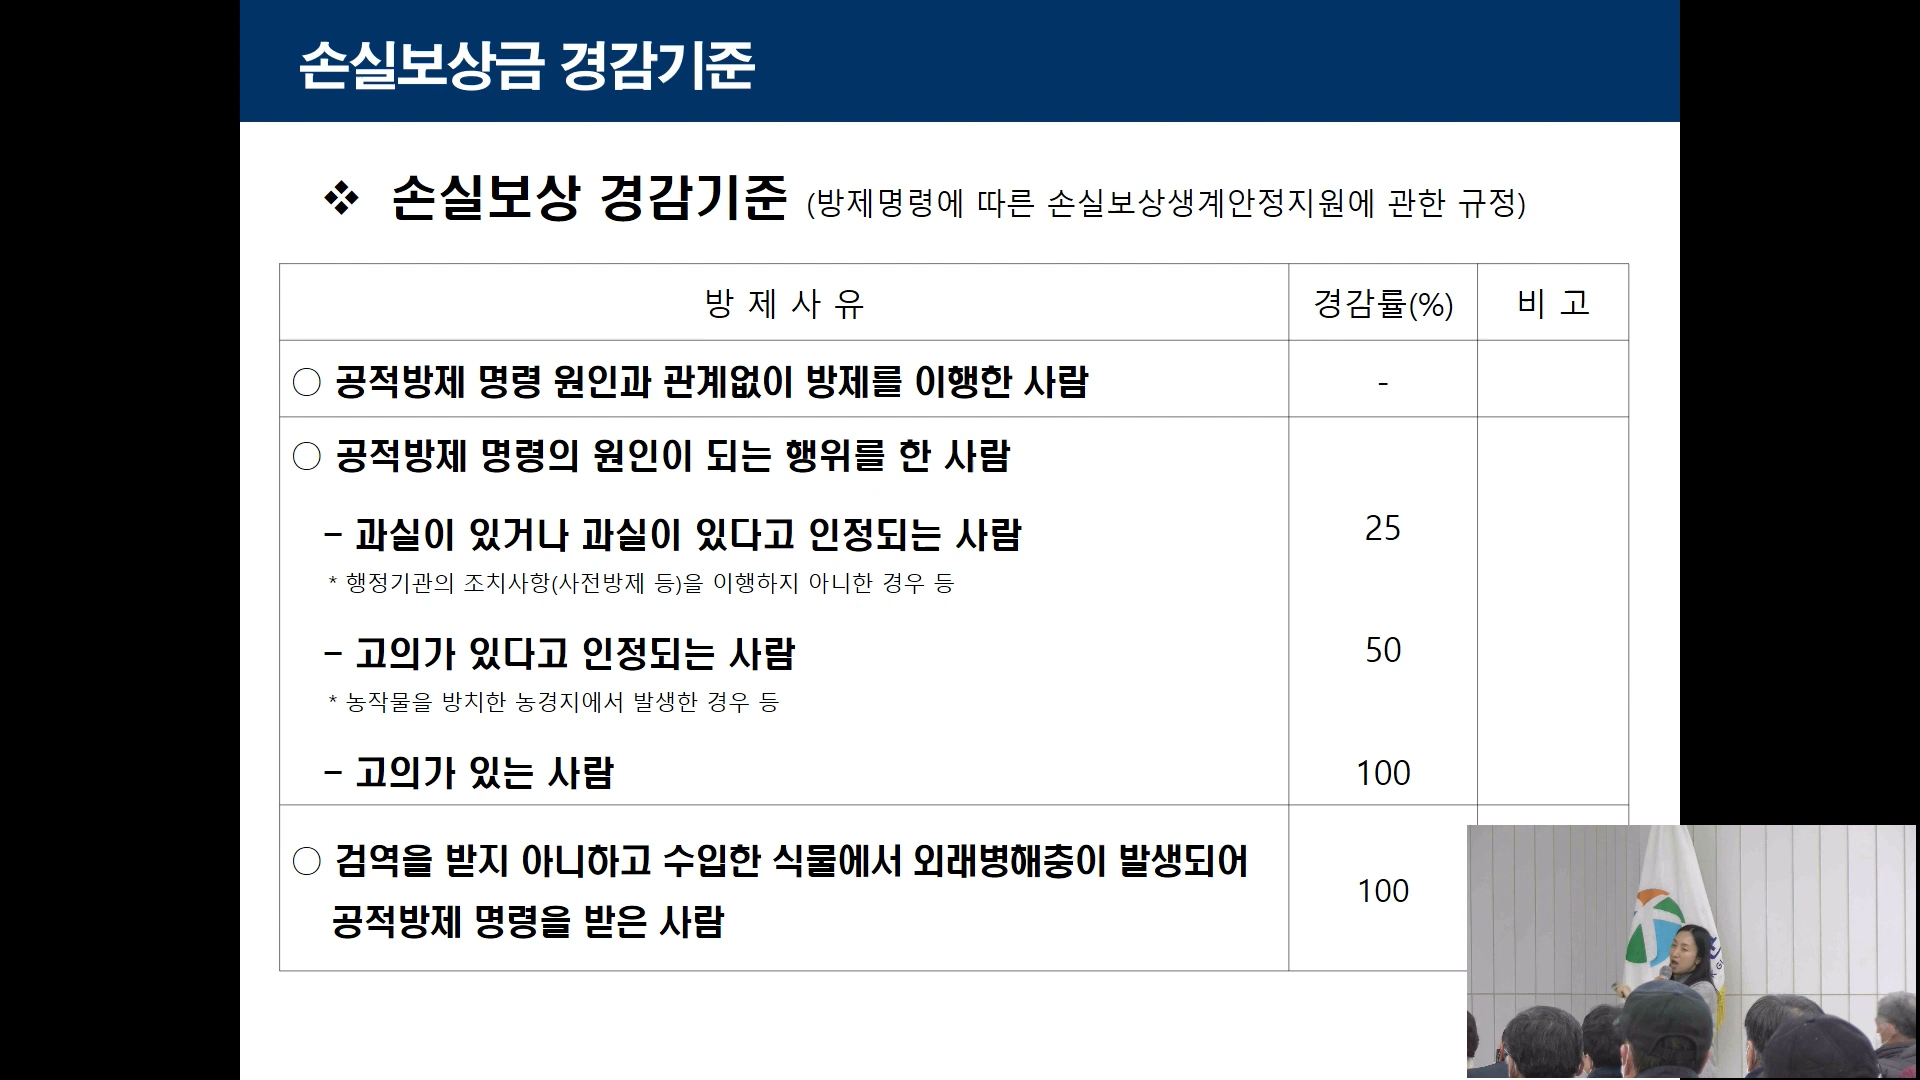 손실보상금 경감기준
❖ 손실보상 경감기준 (방제명령에 따른 손실보상생계안정지원에 관한 규정)
방 제 사 유 경감률(%) 비 고
○ 공적방제 명령 원인과 관계없이 방제를 이행한 사람 -
○ 공적방제 명령의 원인이 되는 행위를 한 사람
- 과실이 있거나 과실이 있다고 인정되는 사람 25
* 행정기관의 조치사항(사전방제 등)을 이행하지 아니한 경우 등
- 고의가 있다고 인정되는 사람 50
* 농작물을 방치한 농경지에서 발생한 경우 등
- 고의가 있는 사람 100
○ 검역을 받지 아니하고 수입한 식물에서 외래병해충이 발생되어 100
공적방제 명령을 받은 사람